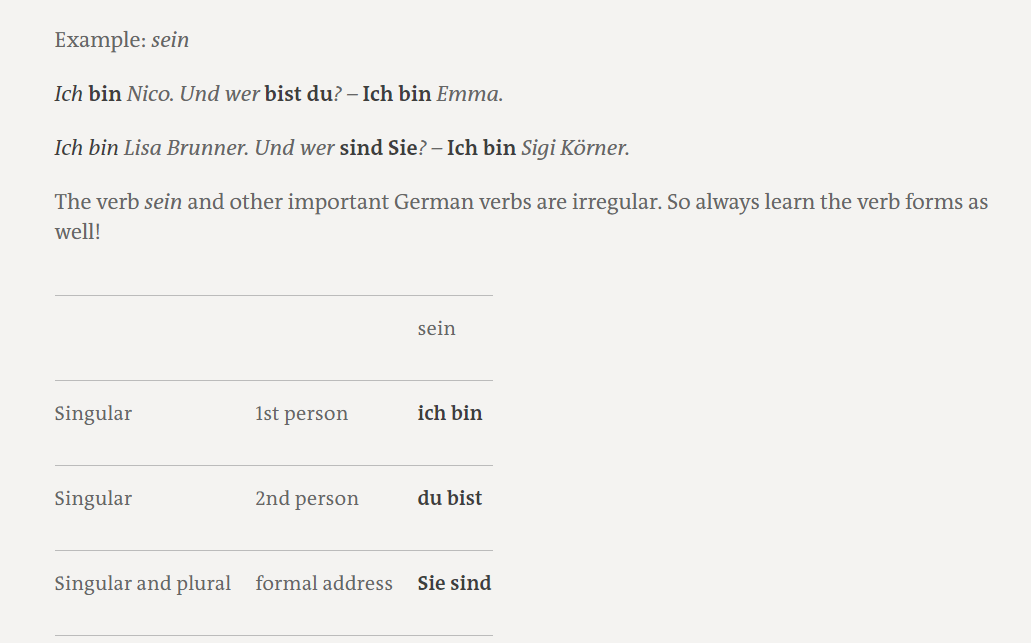 Example: sein
Ich bin Nico. Und wer bist du? – Ich bin Emma.
Ich bin Lisa Brunner. Und wer sind Sie? – Ich bin Sigi Körner.
The verb sein and other important German verbs are irregular. So always learn the verb forms as
well!
sein
Singular 1st person ich bin
Singular 2nd person du bist
Singular and plural formal address Sie sind